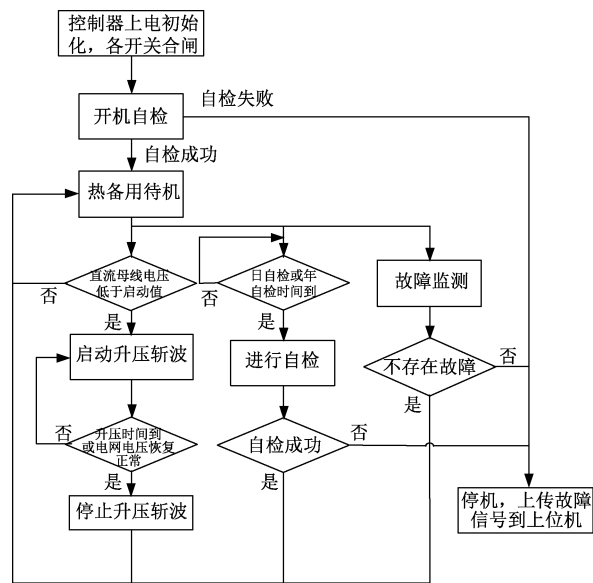 控制器上电初始
化，各开关合闸
自检失败
开机自检
自检成功
热备用待机
直流母线电压
低于启动值
否
是
日自检或年
自检时间到
否
是
故障监测
启动升压斩波
进行自检
不存在故障
否
是
升压时间到
或电网电压恢复
正常
否
是
自检成功
否
是
停止升压斩波
停机，上传故障
信号到上位机